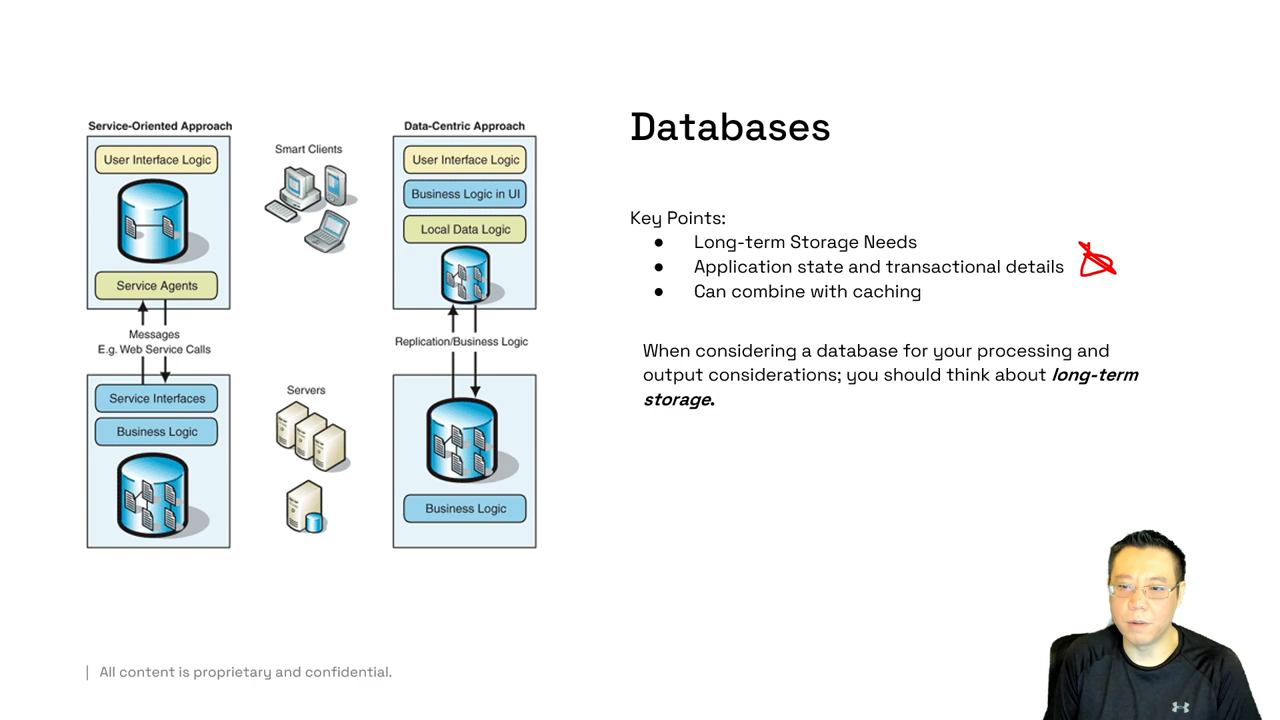 Service-Oriented Approach
User Interface Logic
Service Agents
Messages
E.g. Web Service Calls
Service Interfaces
Business Logic
Smart Clients
Servers
Data-Centric Approach
User Interface Logic
Business Logic in UI
Local Data Logic
Replication/Business Logic
Business Logic
Databases
Key Points:
● Long-term Storage Needs
● Application state and transactional details
● Can combine with caching
When considering a database for your processing and
output considerations; you should think about long-term
storage.
| All content is proprietary and confidential.